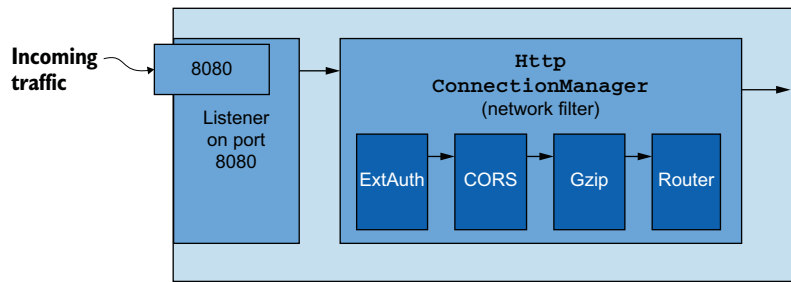 Incoming
traffic
8080
Listener
on port
8080
Http
ConnectionManager
(network filter)
ExtAuth
CORS
Gzip
Router